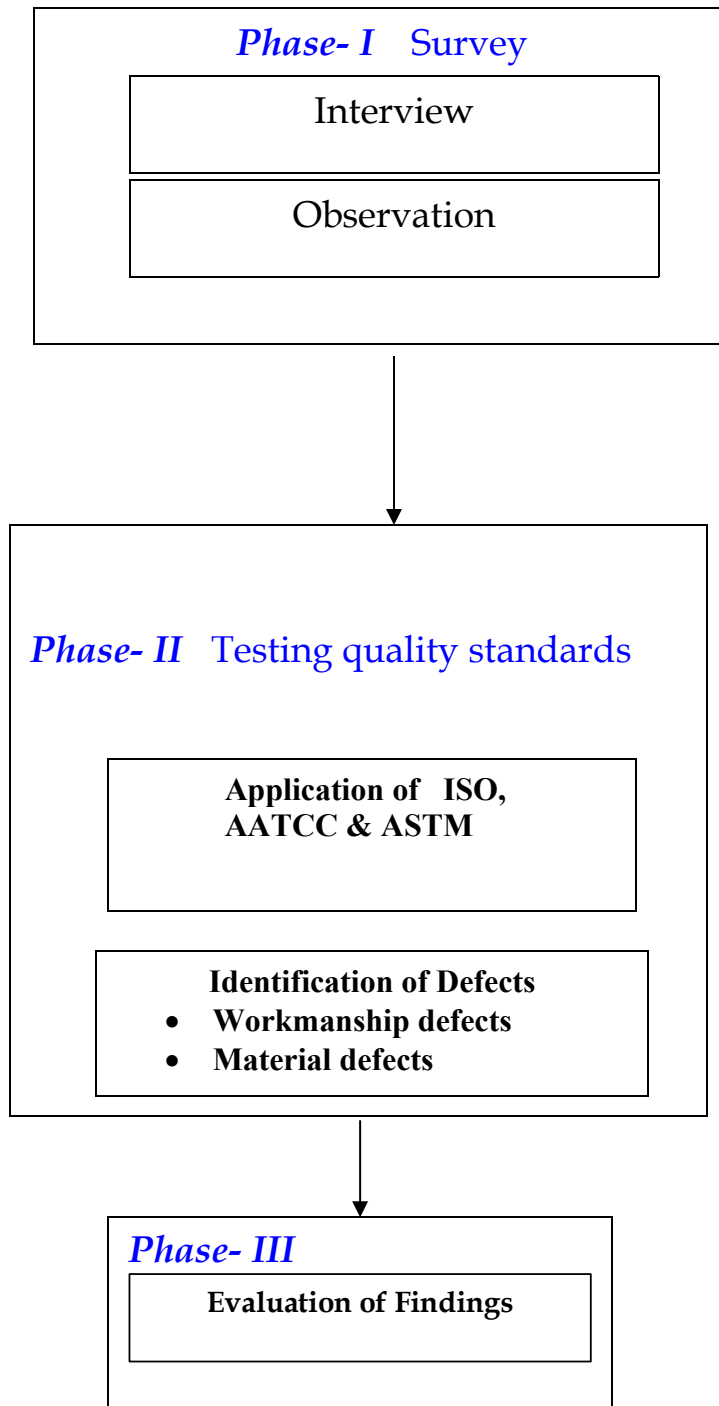 Phase- I Survey
Interview
Observation
Phase- II Testing quality standards
Application of ISO,
AATCC & ASTM
Identification of Defects
• Workmanship defects
• Material defects
Phase- III
Evaluation of Findings